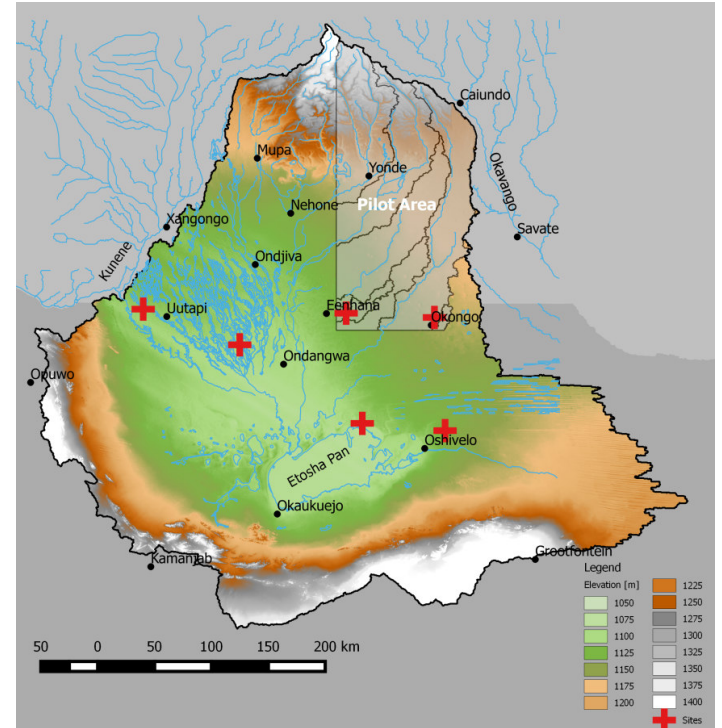 Caiundo
Mupa
Yonde
Okavango
Pilot Area
Nehone
Xangongo
Savate
Kunene
Ondjiva
Uutapi
Eenhana
Okongo
Ondangwa
Opuwo
Oshivelo
Etosha Pan
Okaukuejo
Kamanjab
Grootfontein
Legend
Elevation [m]
1050
1075
1100
1125
1150
1175
1200
1225
1250
1275
1300
1325
1350
1375
1400
Sites
50 0 50 100 150 200 km